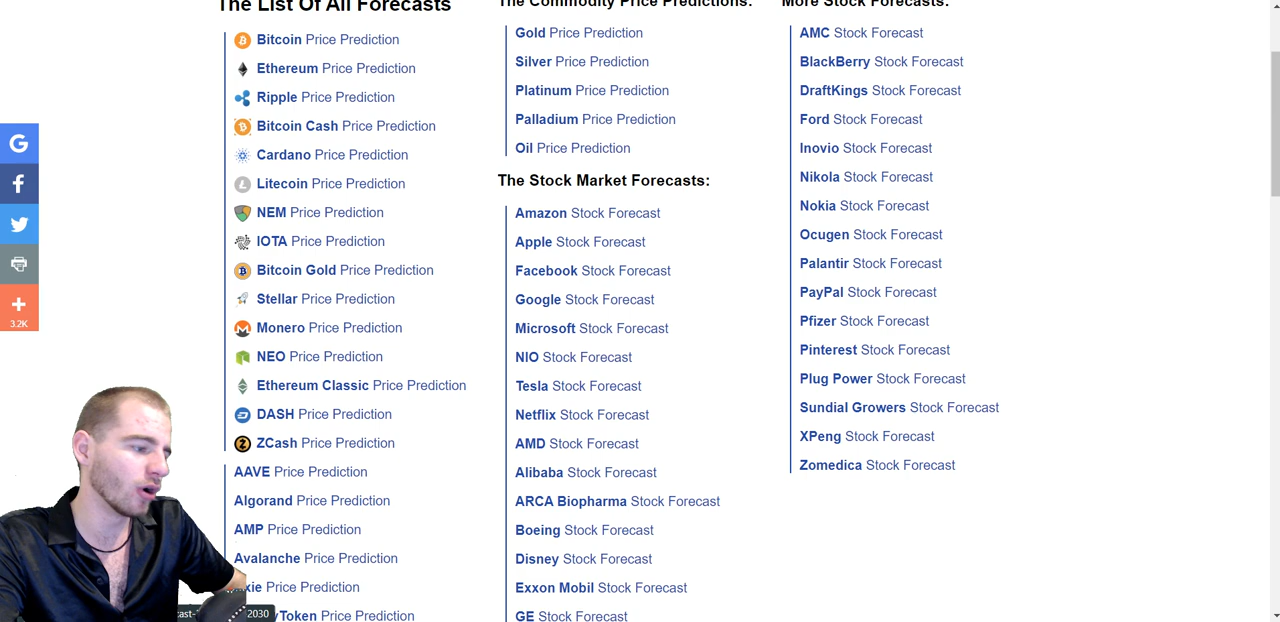 The List Of All Forecasts
Bitcoin Price Prediction
Ethereum Price Prediction
Ripple Price Prediction
Bitcoin Cash Price Prediction
Cardano Price Prediction
Litecoin Price Prediction
NEM Price Prediction
IOTA Price Prediction
Bitcoin Gold Price Prediction
Stellar Price Prediction
Monero Price Prediction
NEO Price Prediction
Ethereum Classic Price Prediction
DASH Price Prediction
ZCash Price Prediction
AAVE Price Prediction
Algorand Price Prediction
AMP Price Prediction
Avalanche Price Prediction
Price Prediction
Token Price Prediction
The Commodity Price Predictions:
Gold Price Prediction
Silver Price Prediction
Platinum Price Prediction
Palladium Price Prediction
Oil Price Prediction
The Stock Market Forecasts:
Amazon Stock Forecast
Apple Stock Forecast
Facebook Stock Forecast
Google Stock Forecast
Microsoft Stock Forecast
NIO Stock Forecast
Tesla Stock Forecast
Netflix Stock Forecast
AMD Stock Forecast
Alibaba Stock Forecast
ARCA Biopharma Stock Forecast
Boeing Stock Forecast
Disney Stock Forecast
Exxon Mobil Stock Forecast
GE Stock Forecast
More Stock Forecasts:
AMC Stock Forecast
BlackBerry Stock Forecast
DraftKings Stock Forecast
Ford Stock Forecast
Inovio Stock Forecast
Nikola Stock Forecast
Nokia Stock Forecast
Ocugen Stock Forecast
Palantir Stock Forecast
PayPal Stock Forecast
Pfizer Stock Forecast
Pinterest Stock Forecast
Plug Power Stock Forecast
Sundial Growers Stock Forecast
XPeng Stock Forecast
Zomedica Stock Forecast
3.2K
2030